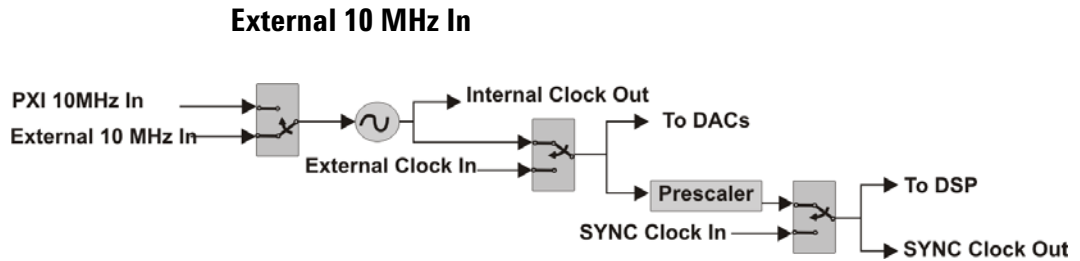 External 10 MHz In
PXI 10MHz In
External 10 MHz In
Internal Clock Out
External Clock In
To DACs
Prescaler
SYNC Clock In
To DSP
SYNC Clock Out